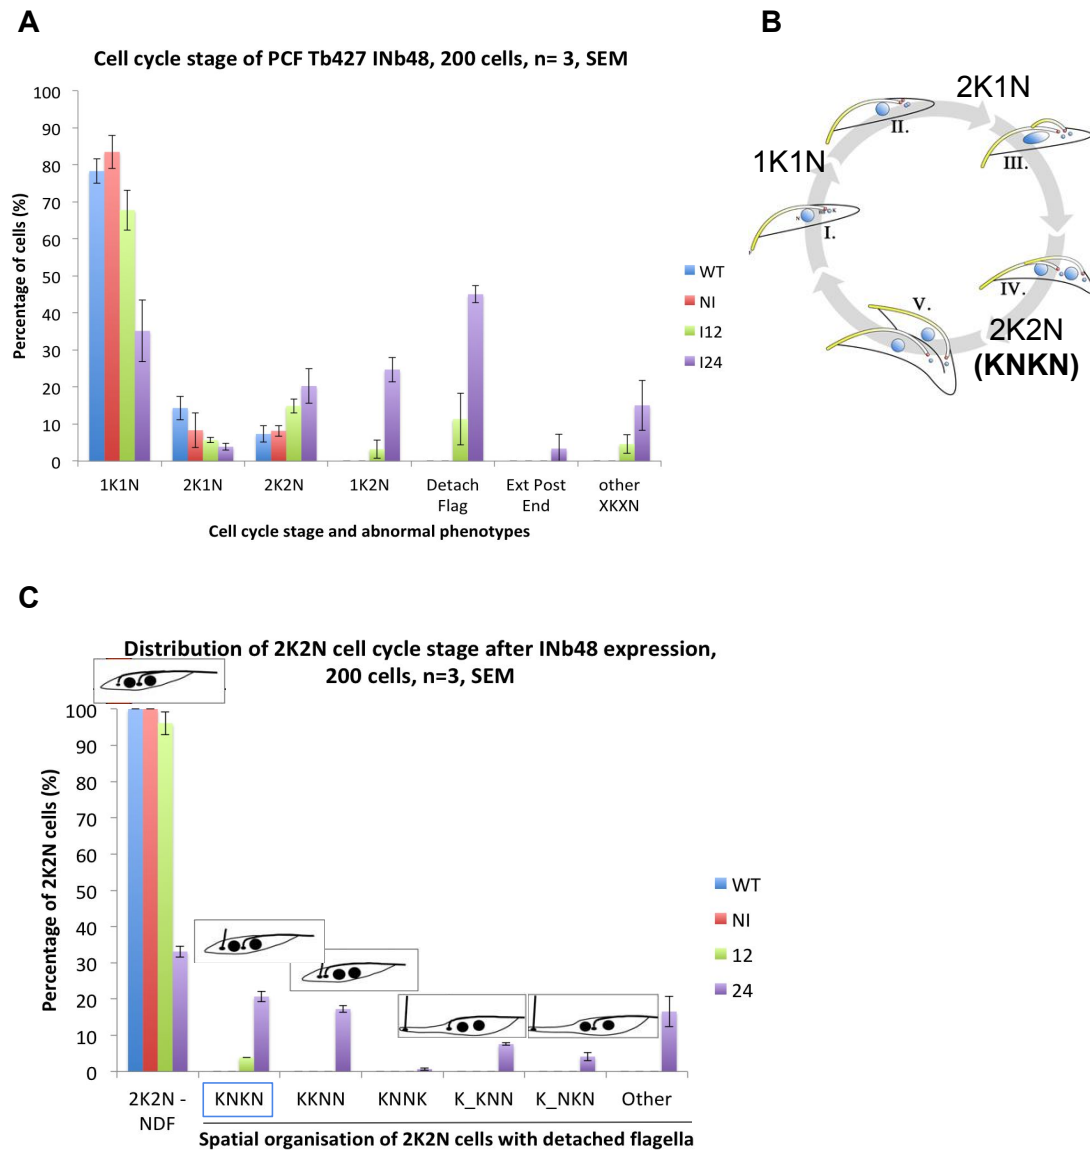 A
Cell cycle stage of PCF Tb427 INb48, 200 cells, n= 3, SEM
Percentage of cells (%)
100
90
80
70
60
50
40
30
20
10
0
1K1N
2K1N
2K2N
1K2N
Detach
Flag
Ext Post
End
other
XKXN
Cell cycle stage and abnormal phenotypes
WT
NI
I12
I24
B
2K1N
II.
III.
1K1N
N
K
I.
IV.
V.
2K2N
(KNKN)
C
Distribution of 2K2N cell cycle stage after INb48 expression,
200 cells, n=3, SEM
Percentage of 2K2N cells (%)
100
90
80
70
60
50
40
30
20
10
0
2K2N -
NDF
KNKN
KKNN
KNNK
K_KNN
K_NKN
Other
Spatial organisation of 2K2N cells with detached flagella
WT
NI
12
24